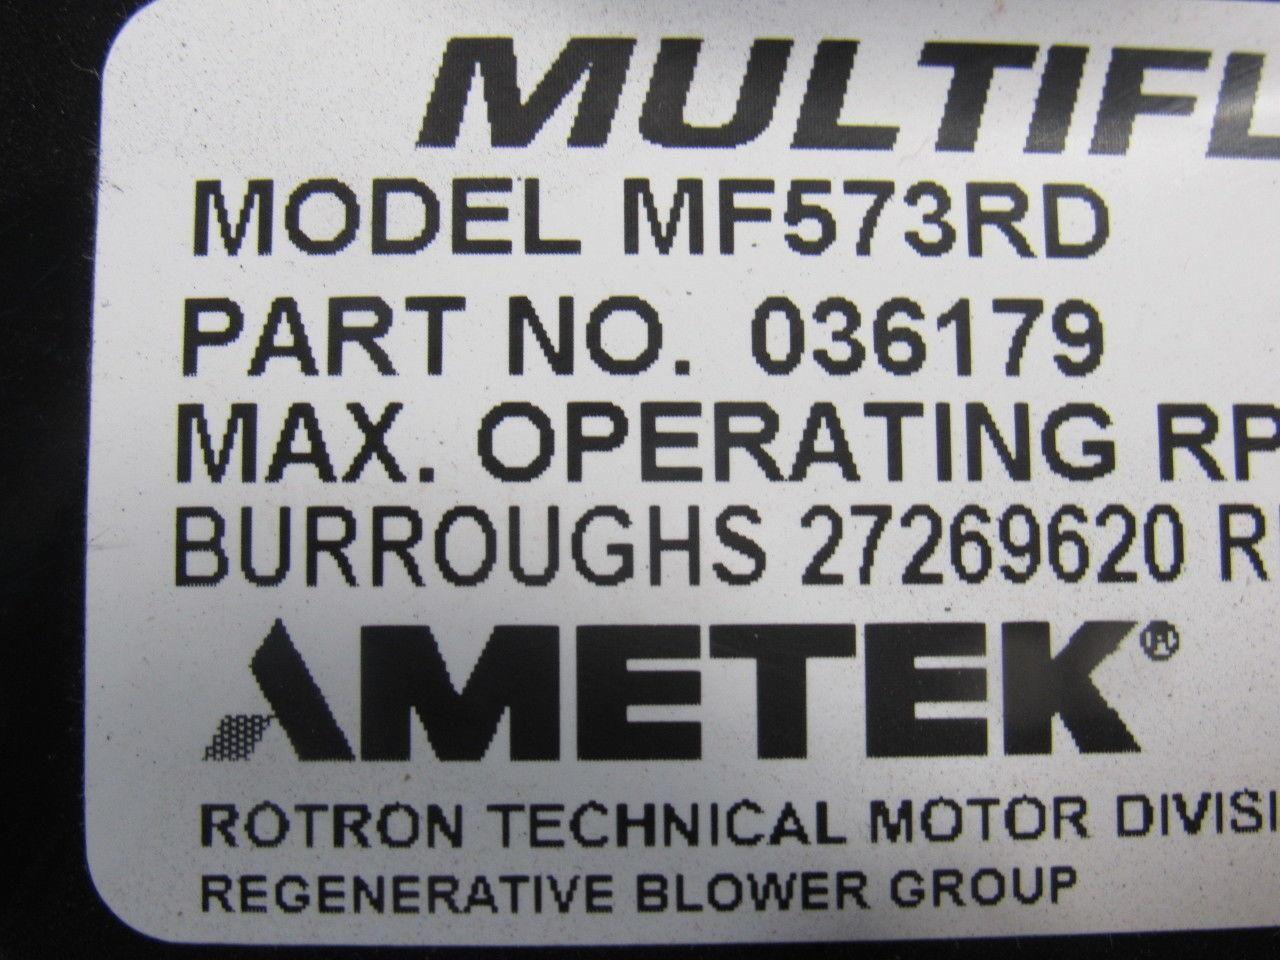 MULTIFL
MODEL MF573RD
PART NO. 036179
MAX. OPERATING RP
BURROUGHS 27269620 R
AMETEK®
ROTRON TECHNICAL MOTOR DIVISI
REGENERATIVE BLOWER GROUP